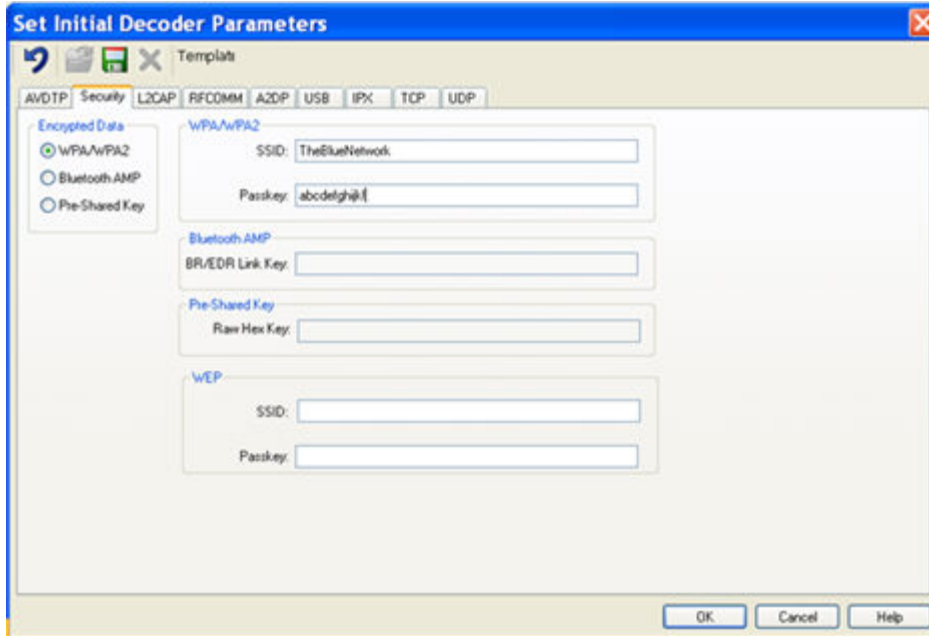 Set Initial Decoder Parameters
Template
AVDTP Security L2CAP RFCOMM A2DP USB IPX TCP UDP
Encrypted Data
WPA/WPA2
Bluetooth AMP
Pre-Shared Key
WPA/WPA2
SSID: TheBlueNetwork
Passkey: abcdefghijkl
Bluetooth AMP
BR/EDR Link Key:
Pre-Shared Key
Raw Hex Key:
WEP
SSID:
Passkey:
OK Cancel Help